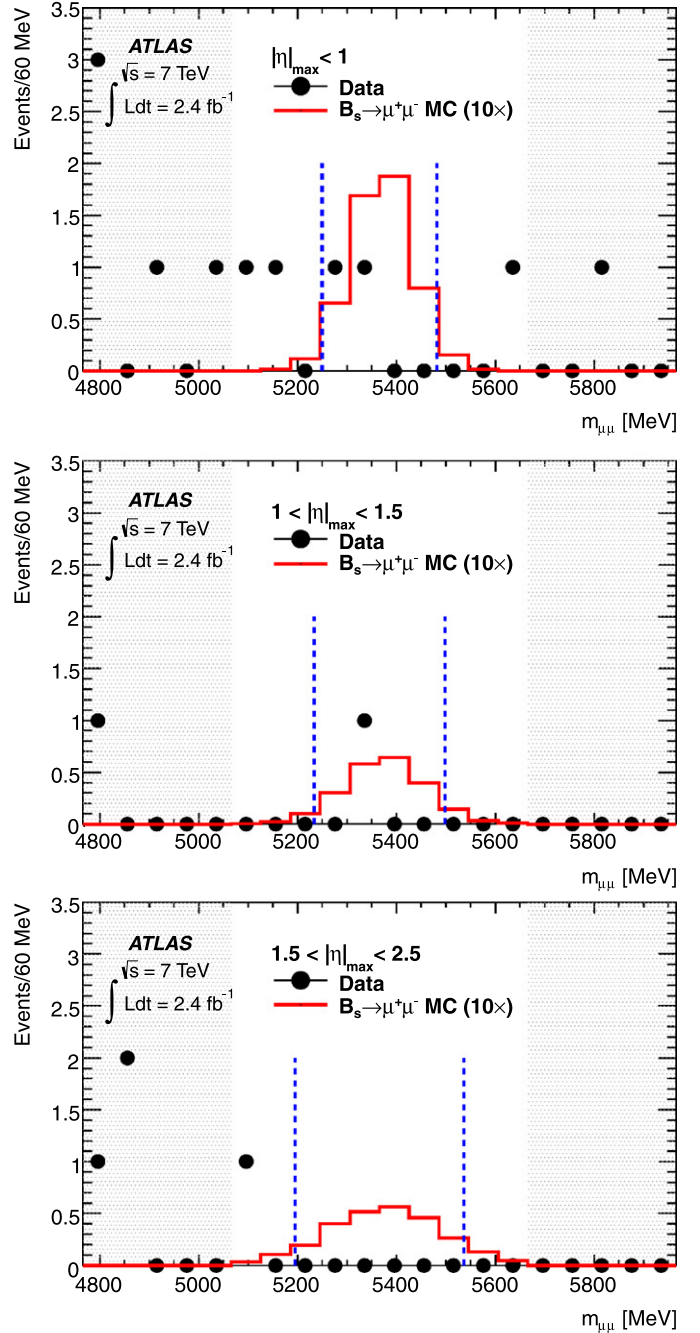 3.5
Events/60 MeV
3
2.5
2
1.5
1
0.5
0
ATLAS
√s = 7 TeV
∫ Ldt = 2.4 fb⁻¹
|η|max < 1
Data
Bs→μ⁺μ⁻ MC (10×)
4800 5000 5200 5400 5600 5800
mμμ [MeV]
3.5
Events/60 MeV
3
2.5
2
1.5
1
0.5
0
ATLAS
√s = 7 TeV
∫ Ldt = 2.4 fb⁻¹
1 < |η|max < 1.5
Data
Bs→μ⁺μ⁻ MC (10×)
4800 5000 5200 5400 5600 5800
mμμ [MeV]
3.5
Events/60 MeV
3
2.5
2
1.5
1
0.5
0
ATLAS
√s = 7 TeV
∫ Ldt = 2.4 fb⁻¹
1.5 < |η|max < 2.5
Data
Bs→μ⁺μ⁻ MC (10×)
4800 5000 5200 5400 5600 5800
mμμ [MeV]